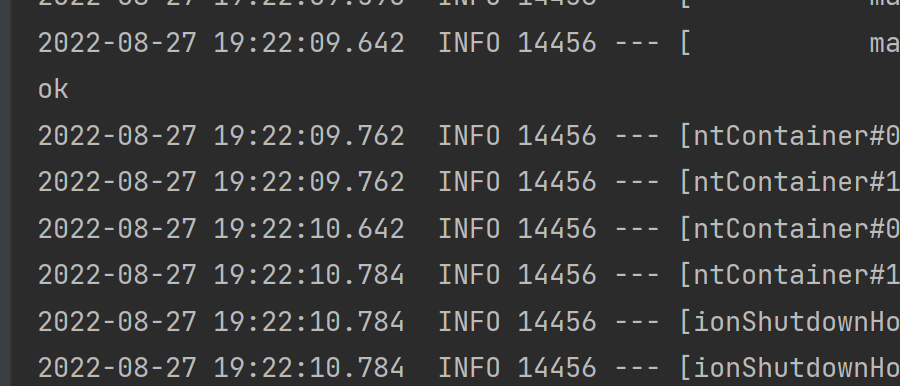 2022-08-27 19:22:09.642  INFO 14456 --- [           ma
ok
2022-08-27 19:22:09.762  INFO 14456 --- [ntContainer#0
2022-08-27 19:22:09.762  INFO 14456 --- [ntContainer#1
2022-08-27 19:22:10.642  INFO 14456 --- [ntContainer#0
2022-08-27 19:22:10.784  INFO 14456 --- [ntContainer#1
2022-08-27 19:22:10.784  INFO 14456 --- [ionShutdownHo
2022-08-27 19:22:10.784  INFO 14456 --- [ionShutdownHo